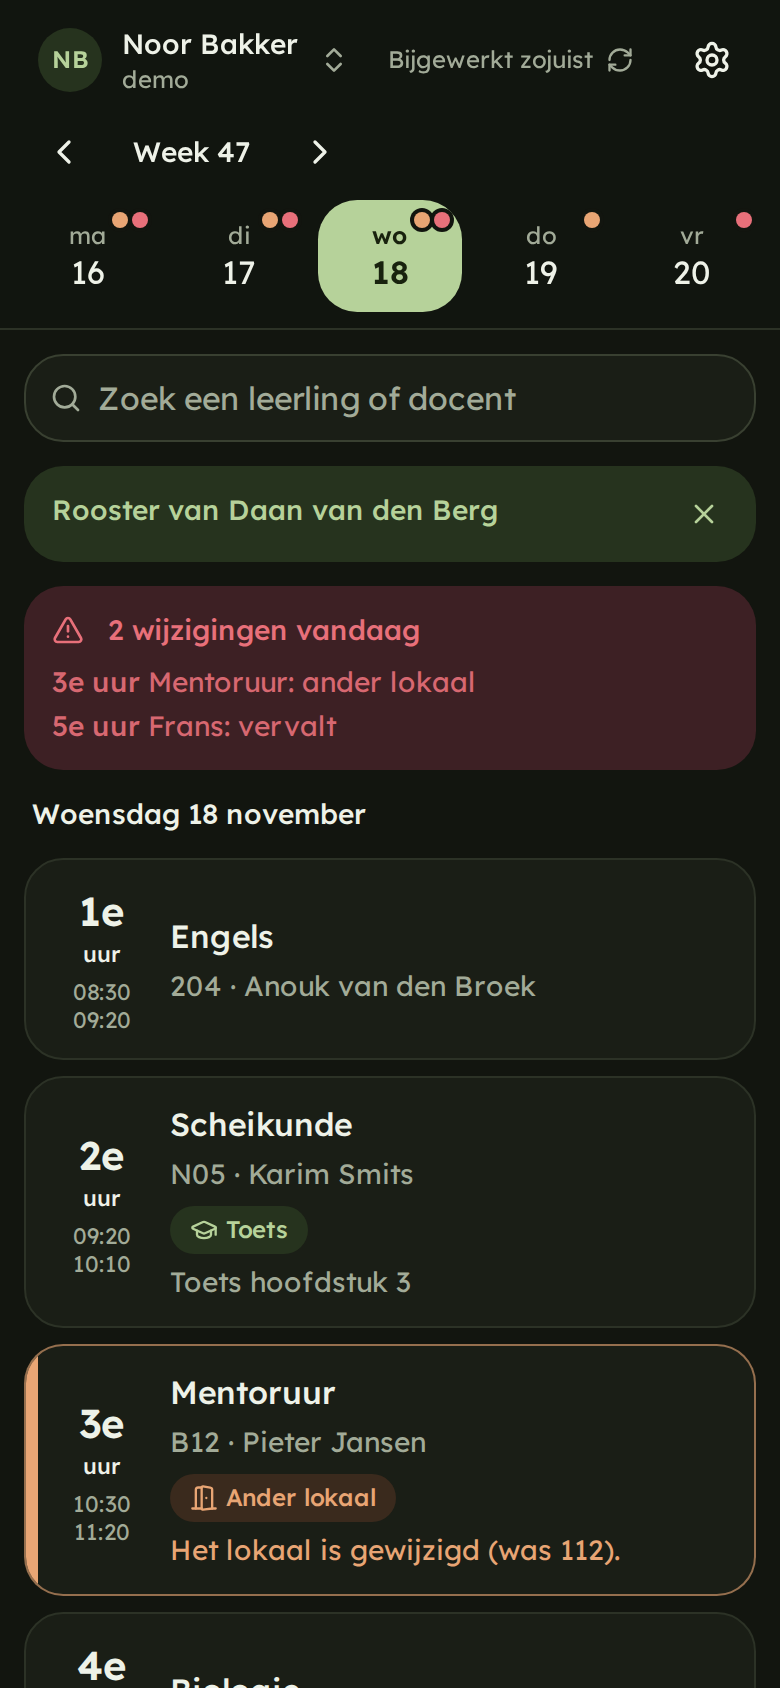 NB
Noor Bakker
demo
Bijgewerkt zojuist
Week 47
ma
16
di
17
wo
18
do
19
vr
20
Zoek een leerling of docent
Rooster van Daan van den Berg
2 wijzigingen vandaag
3e uur Mentoruur: ander lokaal
5e uur Frans: vervalt
Woensdag 18 november
1e
uur
08:30
09:20
Engels
204 · Anouk van den Broek
2e
uur
09:20
10:10
Scheikunde
N05 · Karim Smits
Toets
Toets hoofdstuk 3
3e
uur
10:30
11:20
Mentoruur
B12 · Pieter Jansen
Ander lokaal
Het lokaal is gewijzigd (was 112).
4e
Biologie